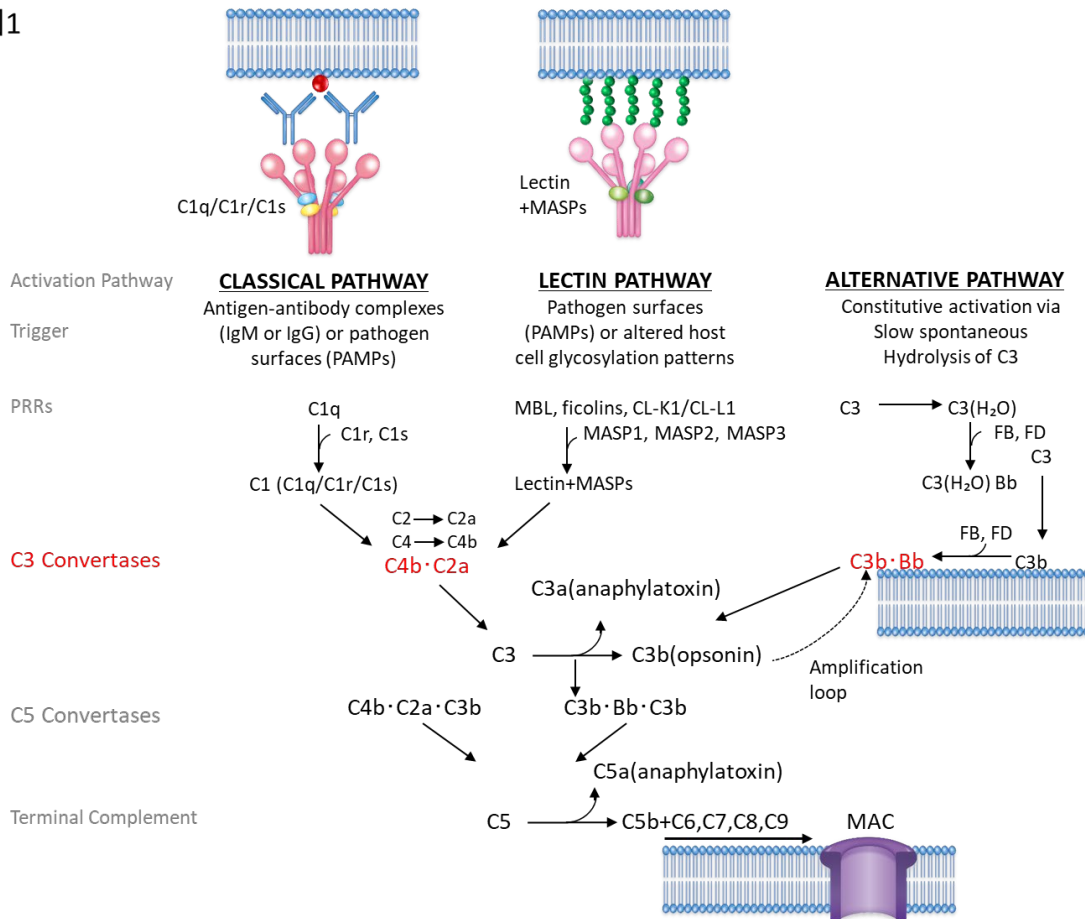 1
C1q/C1r/C1s
Lectin
+MASPs
Activation Pathway
CLASSICAL PATHWAY
LECTIN PATHWAY
ALTERNATIVE PATHWAY
Trigger
Antigen-antibody complexes
(IgM or IgG) or pathogen
surfaces (PAMPs)
Pathogen surfaces
(PAMPs) or altered host
cell glycosylation patterns
Constitutive activation via
Slow spontaneous
Hydrolysis of C3
PRRs
C1q
C1r, C1s
C1 (C1q/C1r/C1s)
MBL, ficolins, CL-K1/CL-L1
MASP1, MASP2, MASP3
Lectin+MASPs
C3
C3(H₂O)
FB, FD
C3
C3(H₂O) Bb
C2
C2a
C4
C4b
C3 Convertases
C4b·C2a
FB, FD
C3b·Bb
C3b
C3a(anaphylatoxin)
C3
C3b(opsonin)
Amplification
loop
C5 Convertases
C4b·C2a·C3b
C3b·Bb·C3b
C5a(anaphylatoxin)
Terminal Complement
C5
C5b+C6,C7,C8,C9
MAC